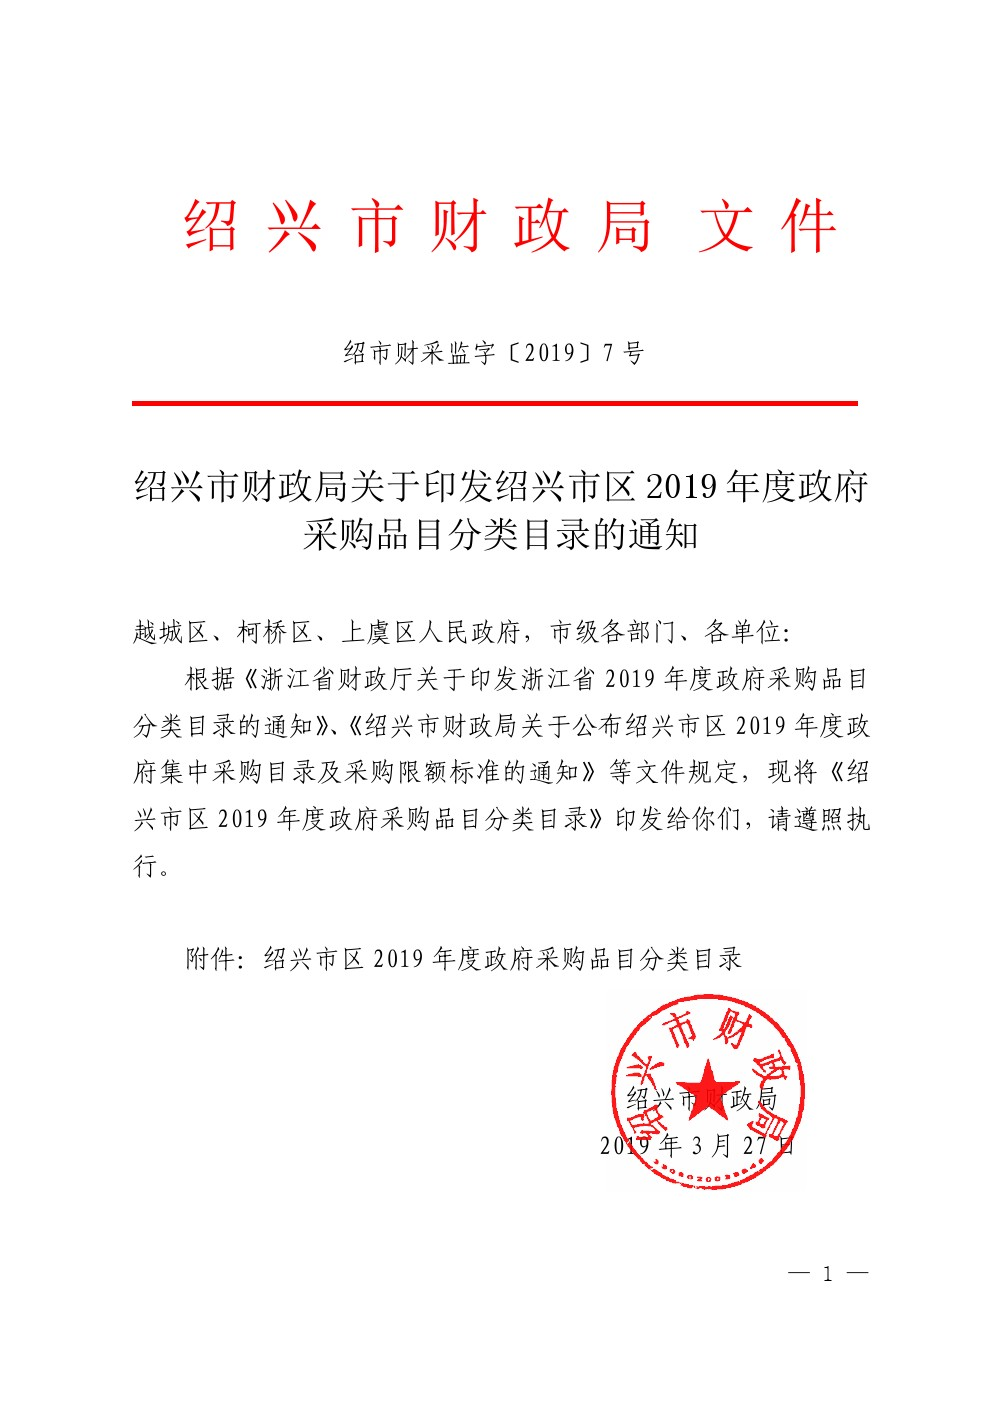 绍兴市财政局 文件
绍市财采监字〔2019〕7 号
绍兴市财政局关于印发绍兴市区 2019 年度政府
采购品目分类目录的通知
越城区、柯桥区、上虞区人民政府，市级各部门、各单位：
根据《浙江省财政厅关于印发浙江省 2019 年度政府采购品目
分类目录的通知》、《绍兴市财政局关于公布绍兴市区 2019 年度政
府集中采购目录及采购限额标准的通知》等文件规定，现将《绍
兴市区 2019 年度政府采购品目分类目录》印发给你们，请遵照执
行。
附件：绍兴市区 2019 年度政府采购品目分类目录
绍兴市财政局
绍兴市财政局
2019 年 3 月 27 日
— 1 —